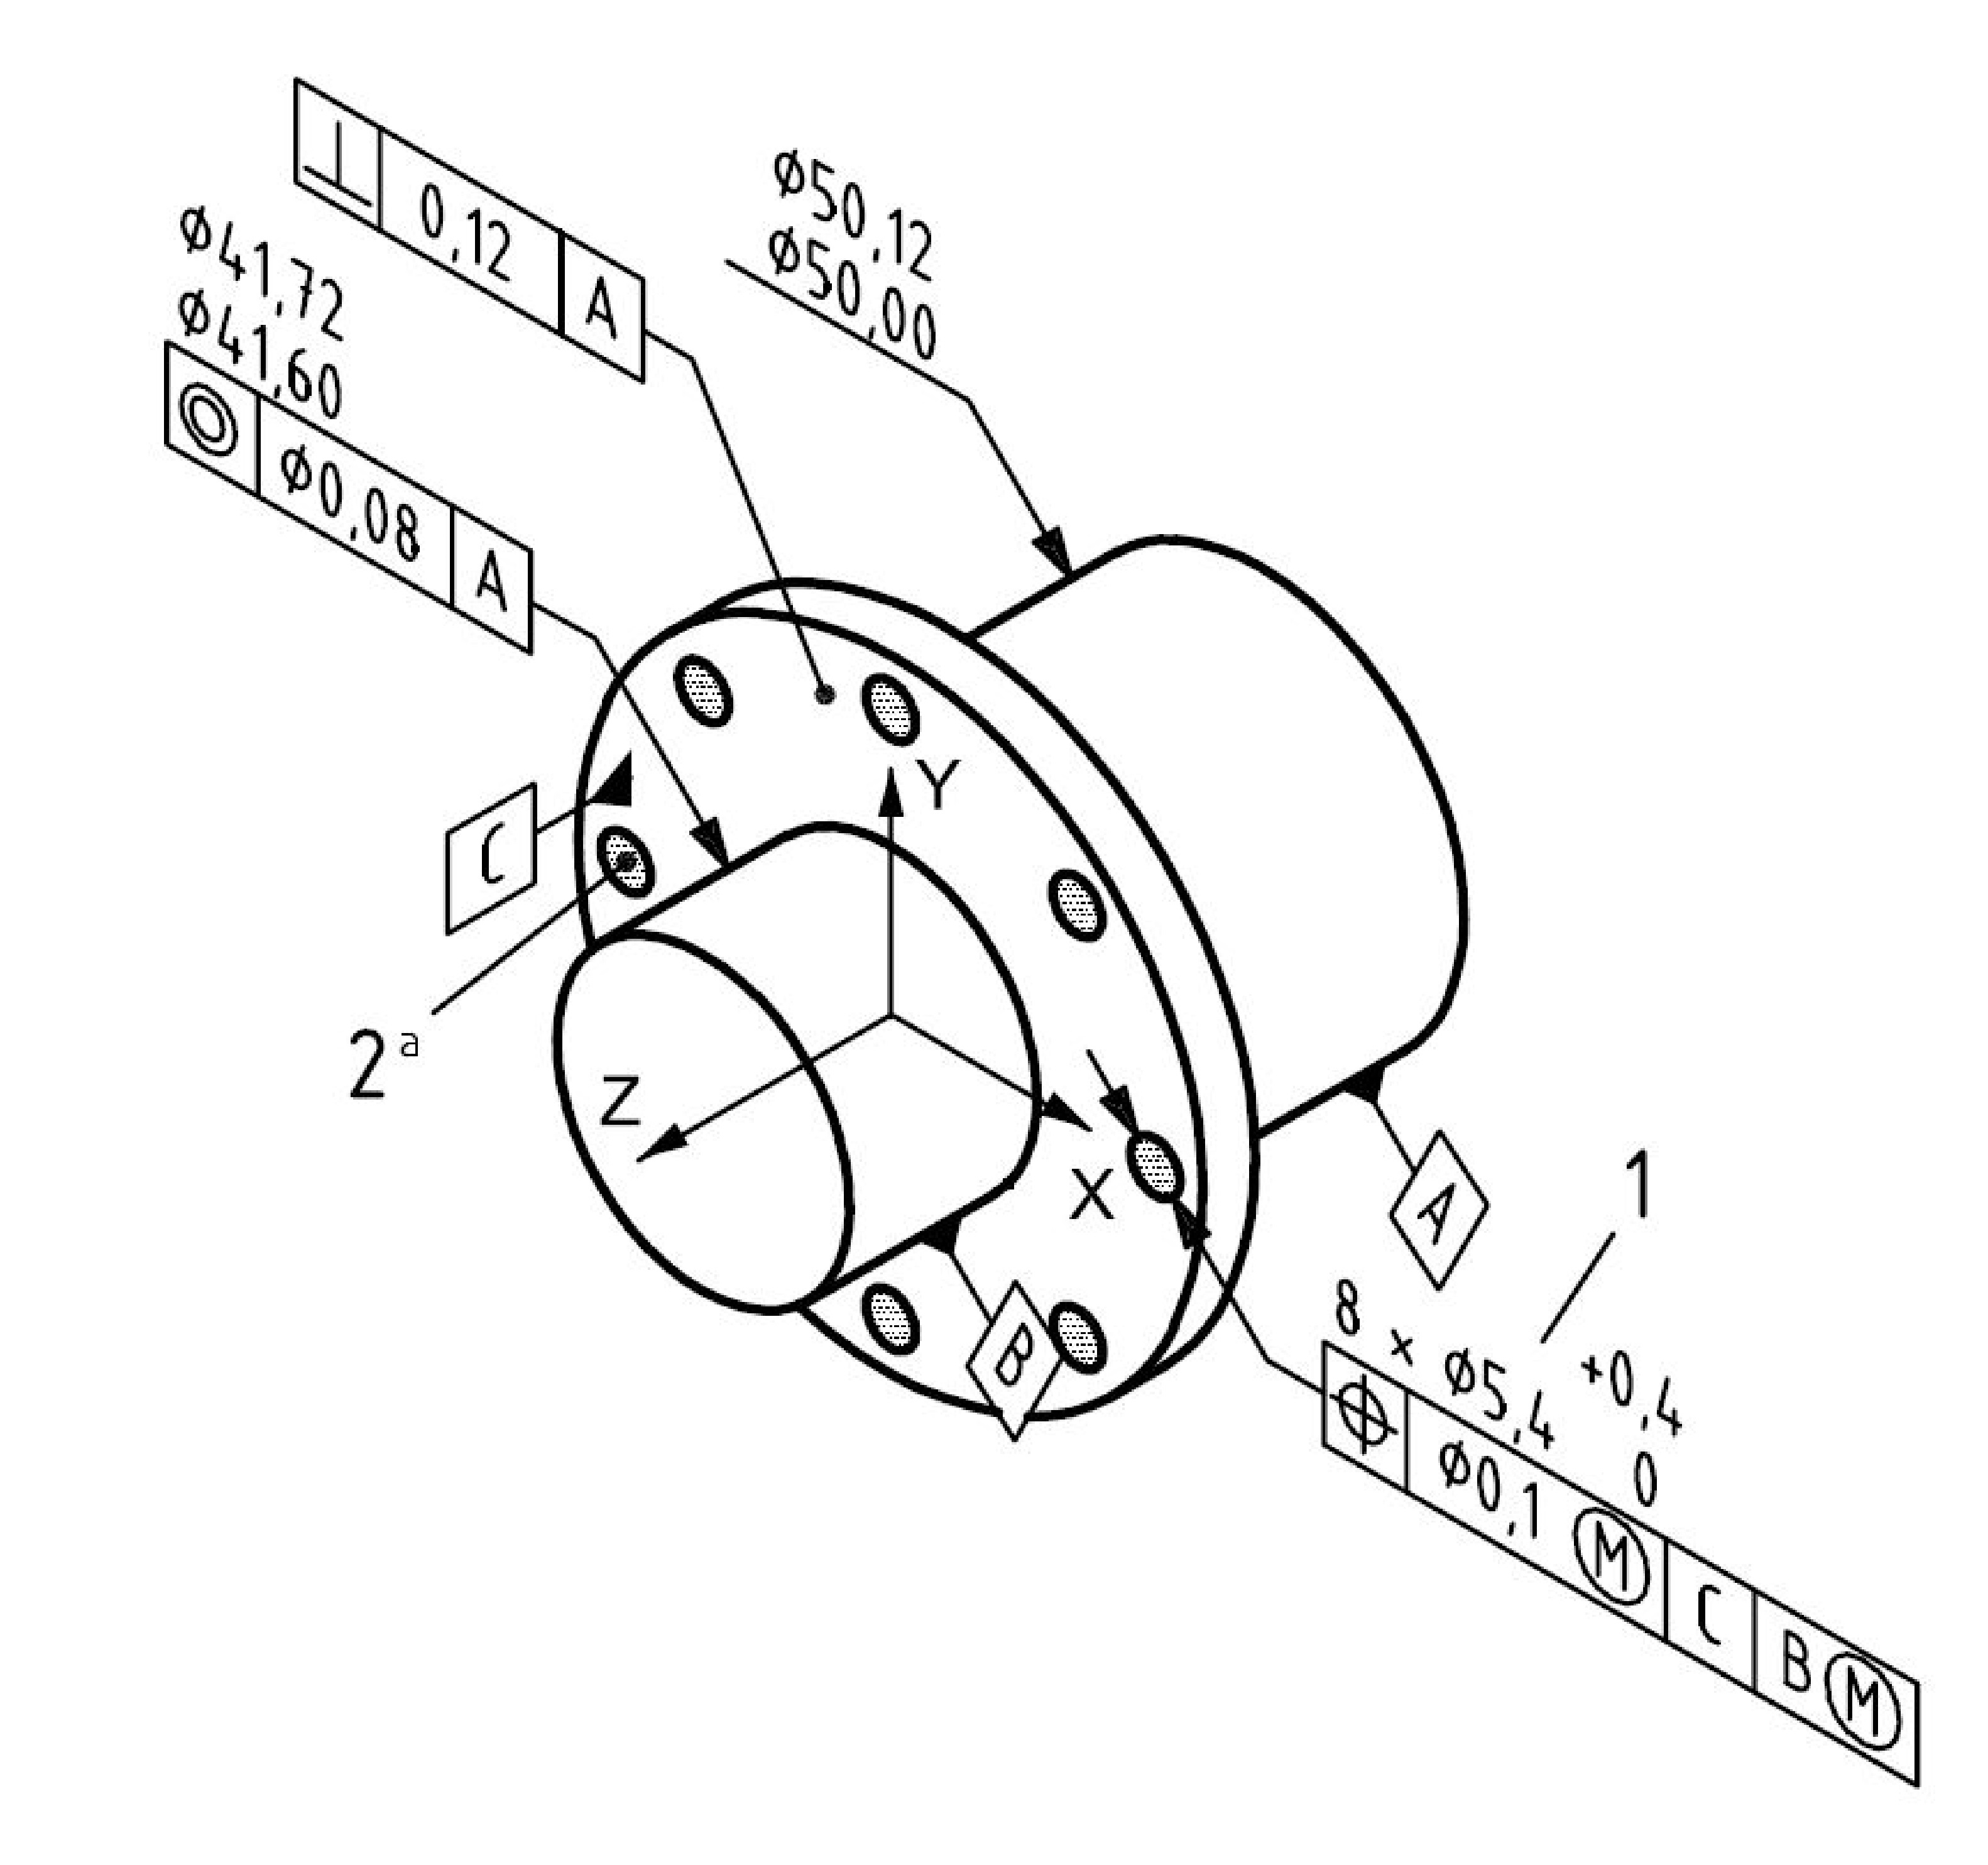 ⊥ 0,12 A
ø50,12
ø50,00
ø41,72
ø41,60
◎ ø0,08 A
C
Y
2ª
Z
X
A
1
B
8 x ø5,4 +0,4
0
⌖ ø0,1 Ⓜ C B Ⓜ